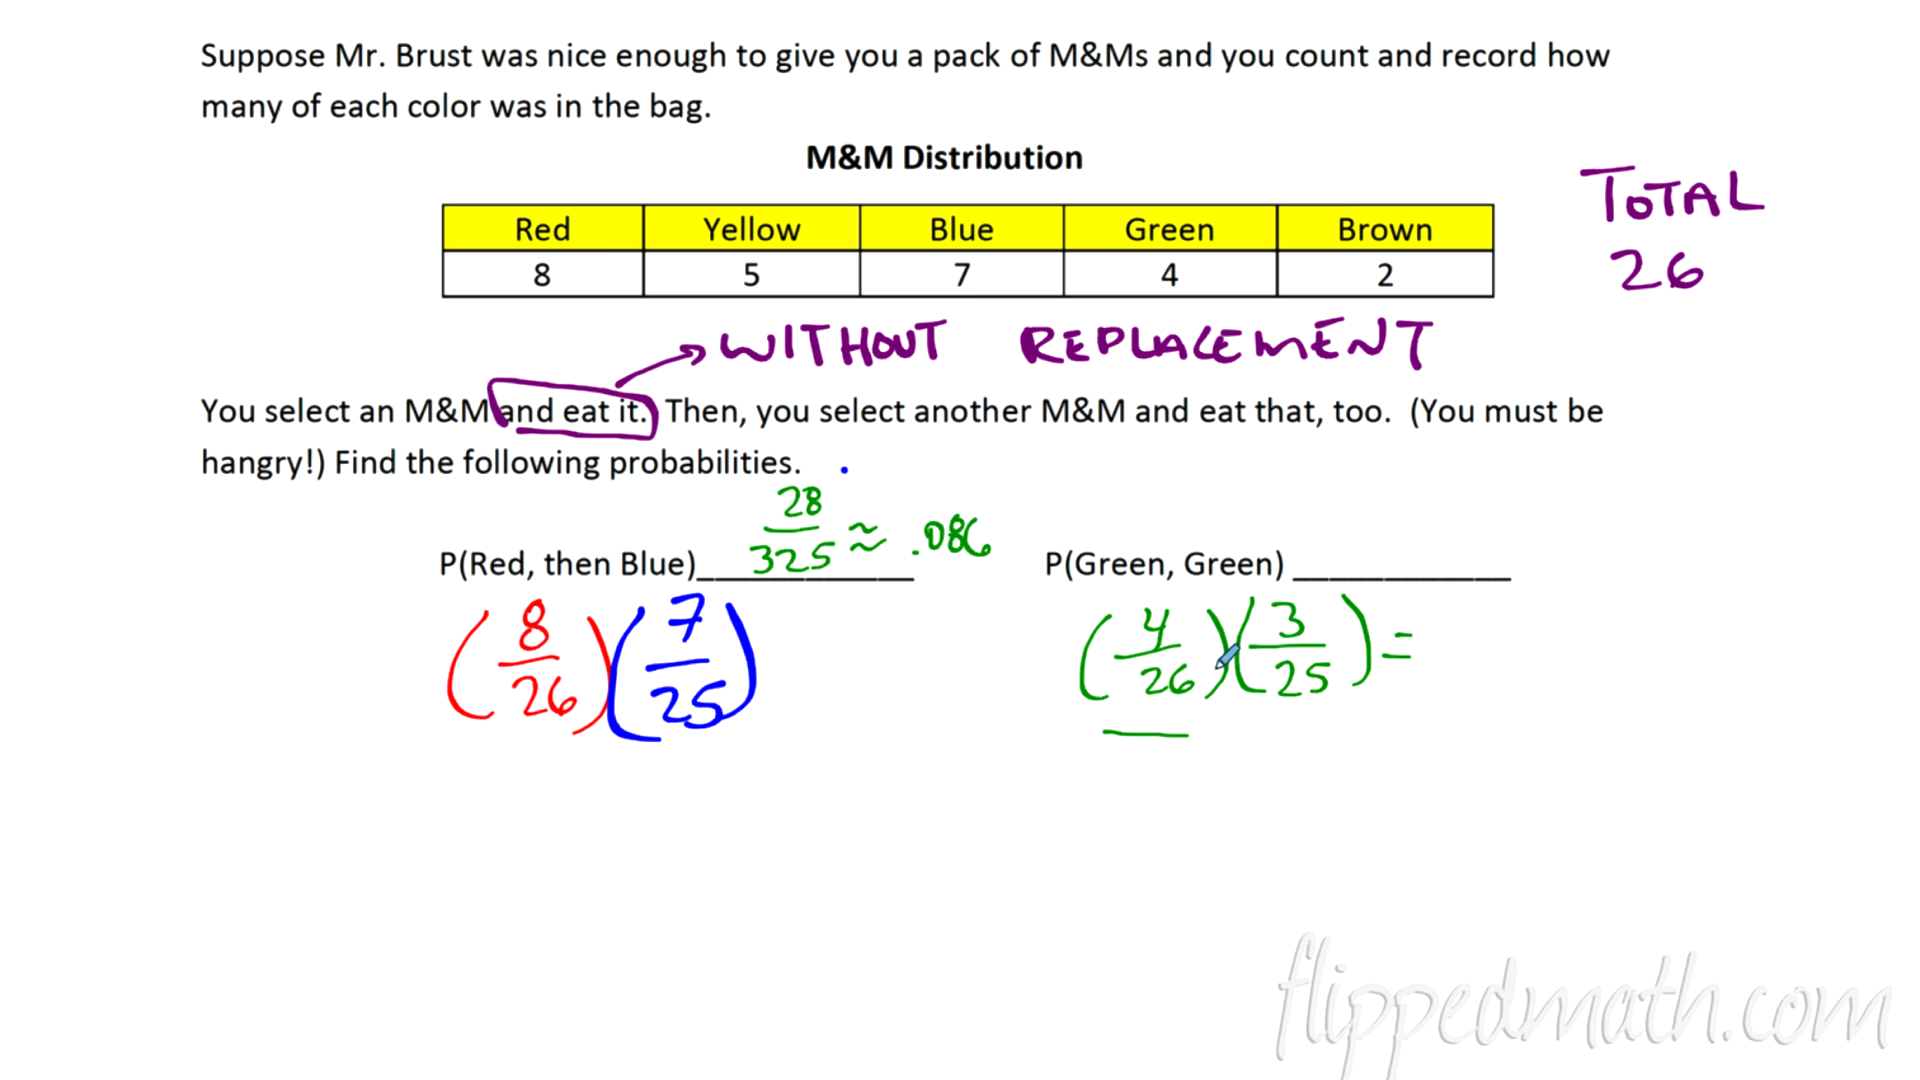 Suppose Mr. Brust was nice enough to give you a pack of M&Ms and you count and record how
many of each color was in the bag.
M&M Distribution
TOTAL
26
Red Yellow Blue Green Brown
8 5 7 4 2
WITHOUT REPLACEMENT
You select an M&M and eat it. Then, you select another M&M and eat that, too. (You must be
hangry!) Find the following probabilities.
28/325 ≈ .086
P(Red, then Blue)____________ P(Green, Green) ____________
(8/26)(7/25) (4/26)(3/25) =
flippedmath.com